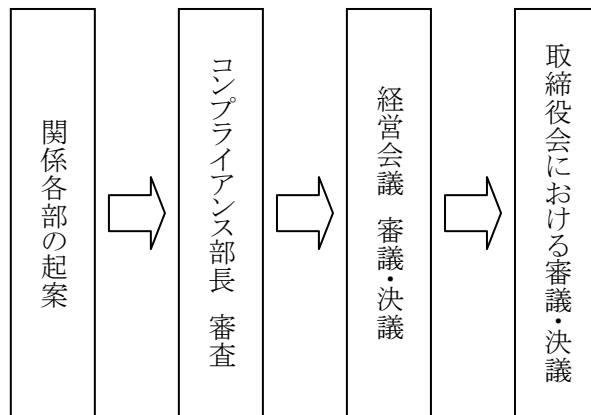 関係各部の起案
コンプライアンス部長 審査
経営会議 審議・決議
取締役会における審議・決議